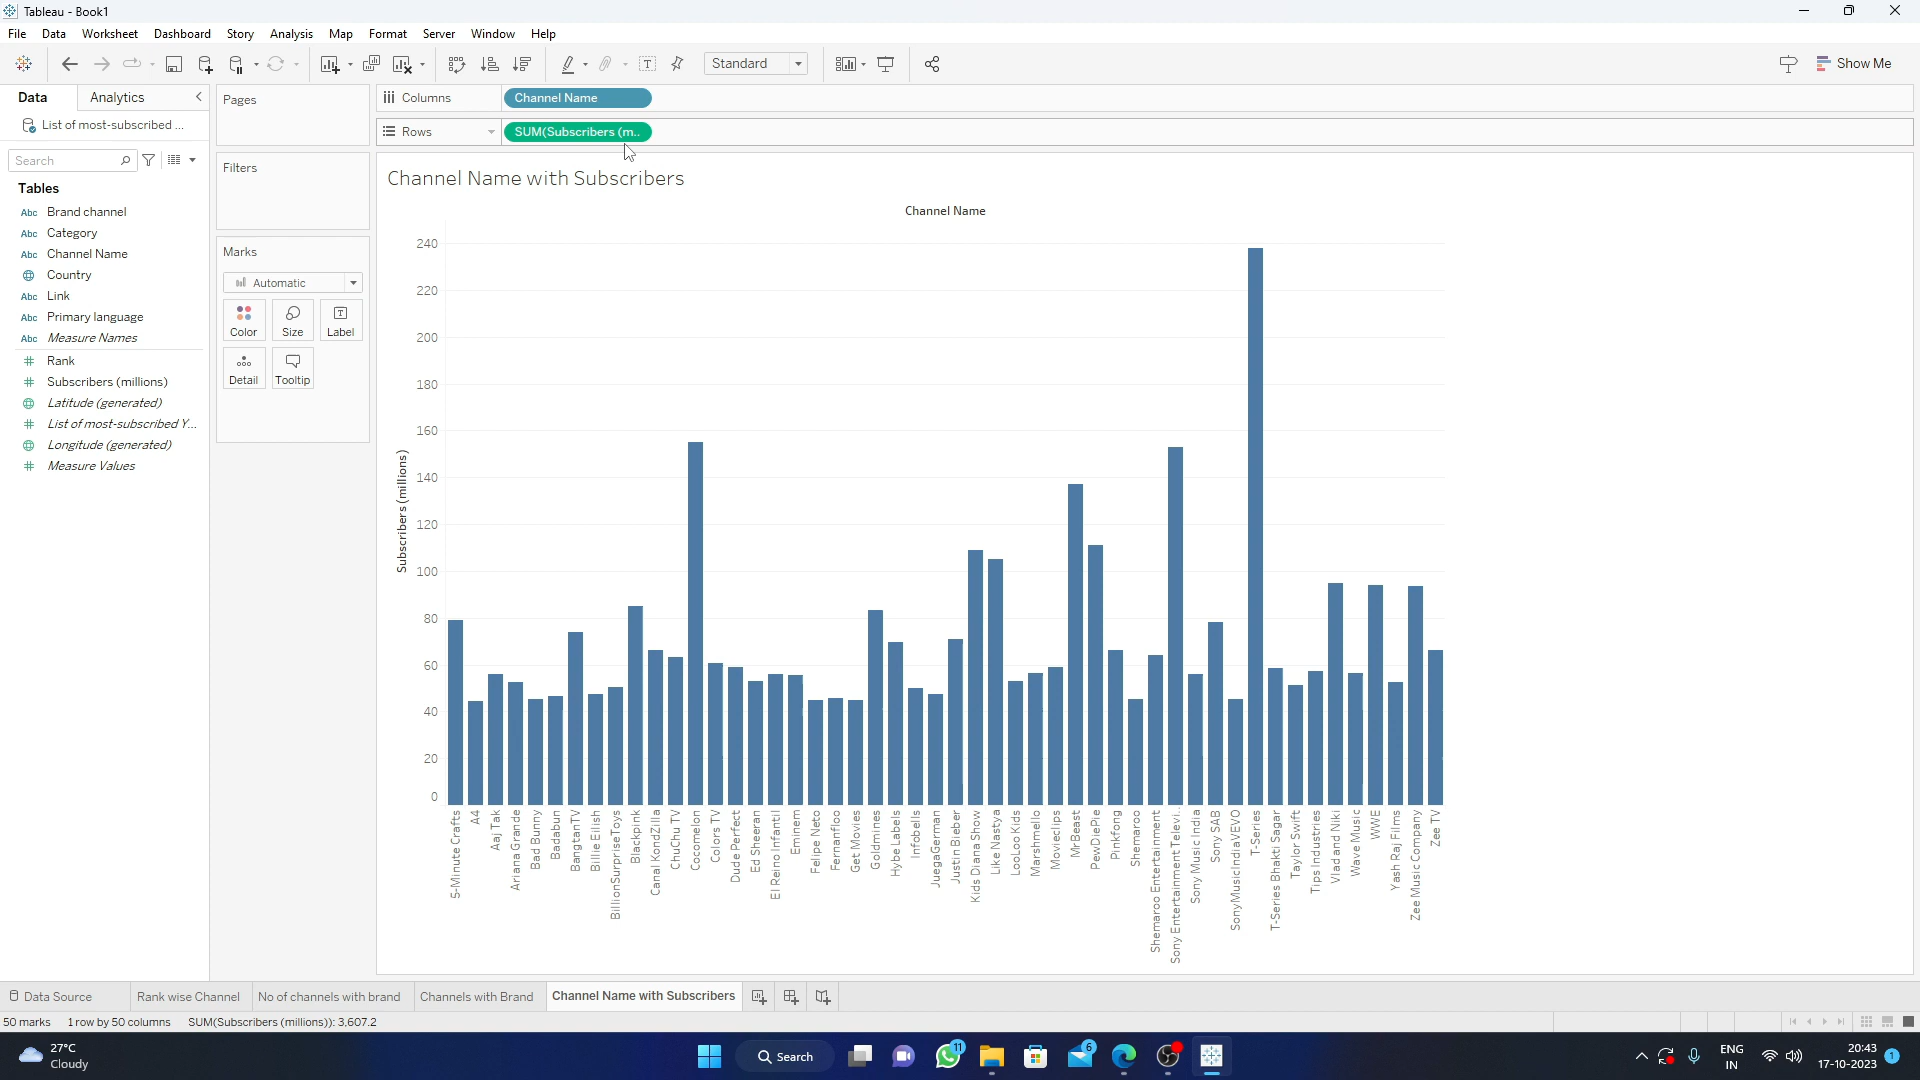 Tableau - Book1
File Data Worksheet Dashboard Story Analysis Map Format Server Window Help
Standard
Show Me
Data Analytics
Pages
Columns Channel Name
List of most-subscribed ...
Rows SUM(Subscribers (m..
Search
Filters
Channel Name with Subscribers
Tables
Abc Brand channel
Abc Category
Abc Channel Name
Country
Abc Link
Abc Primary language
Abc Measure Names
Rank
Subscribers (millions)
Latitude (generated)
List of most-subscribed Y...
Longitude (generated)
Measure Values
Marks
Automatic
Color Size Label
Detail Tooltip
Channel Name
Subscribers (millions)
240
220
200
180
160
140
120
100
80
60
40
20
0
5-Minute Crafts
A4
Aaj Tak
Ariana Grande
Bad Bunny
Badabun
BangtanTV
Billie Eilish
BillionSurpriseToys
Blackpink
Canal KondZilla
ChuChu TV
Cocomelon
Colors TV
Dude Perfect
Ed Sheeran
El Reino Infantil
Eminem
Felipe Neto
Fernanfloo
Get Movies
Goldmines
Hybe Labels
Infobells
JuegaGerman
Justin Bieber
Kids Diana Show
Like Nastya
LooLoo Kids
Marshmello
Movieclips
MrBeast
PewDiePie
Pinkfong
Shemaroo
Shemaroo Entertainment
Sony Entertainment Televi..
Sony Music India
Sony SAB
SonyMusicIndiaVEVO
T-Series
T-Series Bhakti Sagar
Taylor Swift
Tips Industries
Vlad and Niki
Wave Music
WWE
Yash Raj Films
Zee Music Company
Zee TV
Data Source Rank wise Channel No of channels with brand Channels with Brand Channel Name with Subscribers
50 marks 1 row by 50 columns SUM(Subscribers (millions)): 3,607.2
27°C
Cloudy
Search
11
6
ENG
IN
20:43
17-10-2023
1